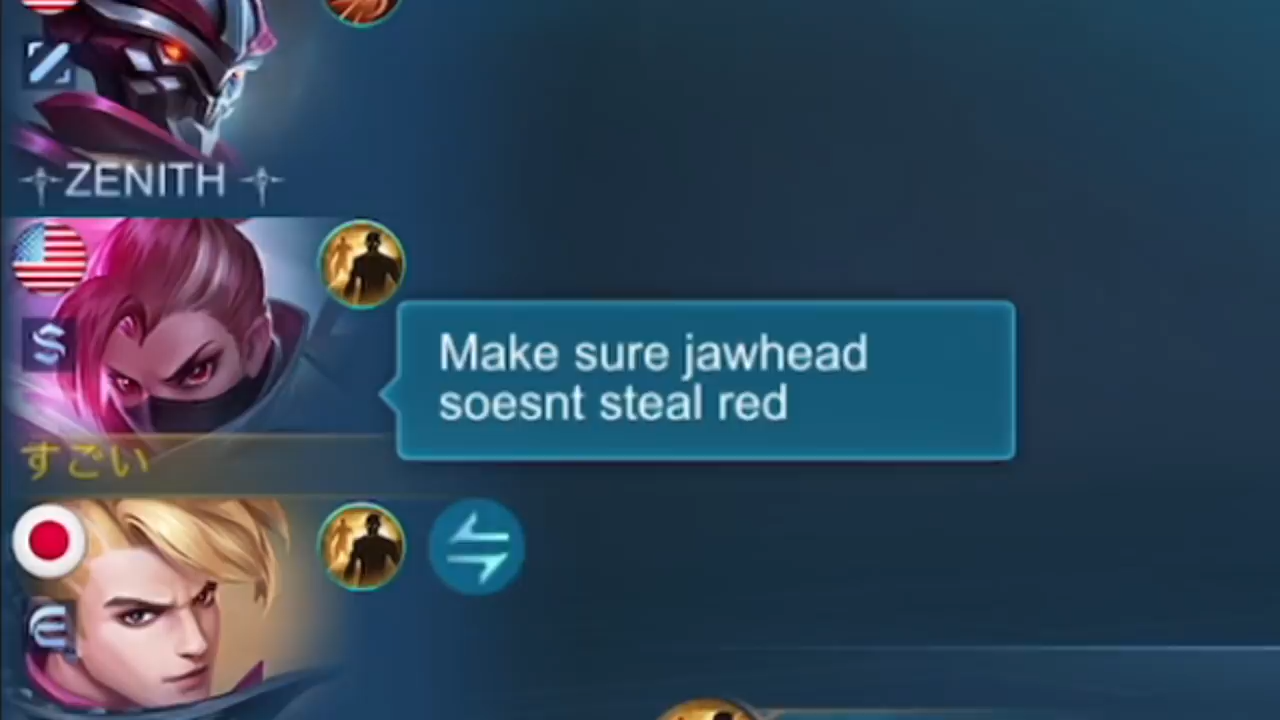 ZENITH
Make sure jawhead
soesnt steal red
すごい